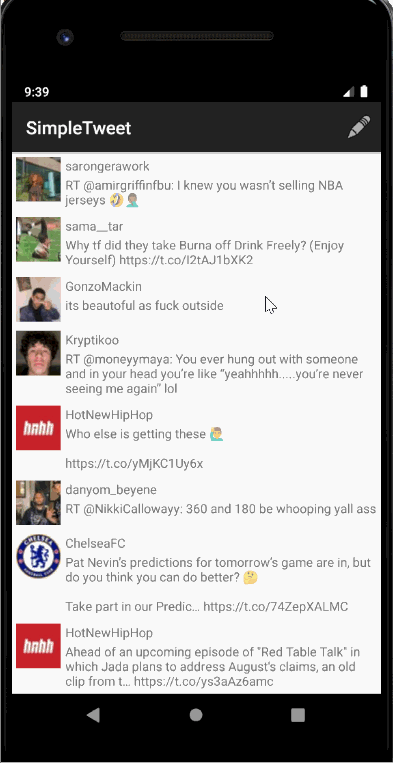 9:39
SimpleTweet
sarongerawork
RT @amirgriffinfbu: I knew you wasn't selling NBA
jerseys 🤣🤦🏽‍♂️
sama__tar
Why tf did they take Burna off Drink Freely? (Enjoy
Yourself) https://t.co/I2tAJ1bXK2
GonzoMackin
its beautoful as fuck outside
Kryptikoo
RT @moneyymaya: You ever hung out with someone
and in your head you're like "yeahhhh.....you're never
seeing me again" lol
hnhh
HotNewHipHop
Who else is getting these 🙋‍♂️
https://t.co/yMjKC1Uy6x
danyom_beyene
RT @NikkiCallowayy: 360 and 180 be whooping yall ass
ChelseaFC
Pat Nevin's predictions for tomorrow's game are in, but
do you think you can do better? 🤔
Take part in our Predic… https://t.co/74ZepXALMC
hnhh
HotNewHipHop
Ahead of an upcoming episode of "Red Table Talk" in
which Jada plans to address August's claims, an old
clip from t… https://t.co/ys3aAz6amc